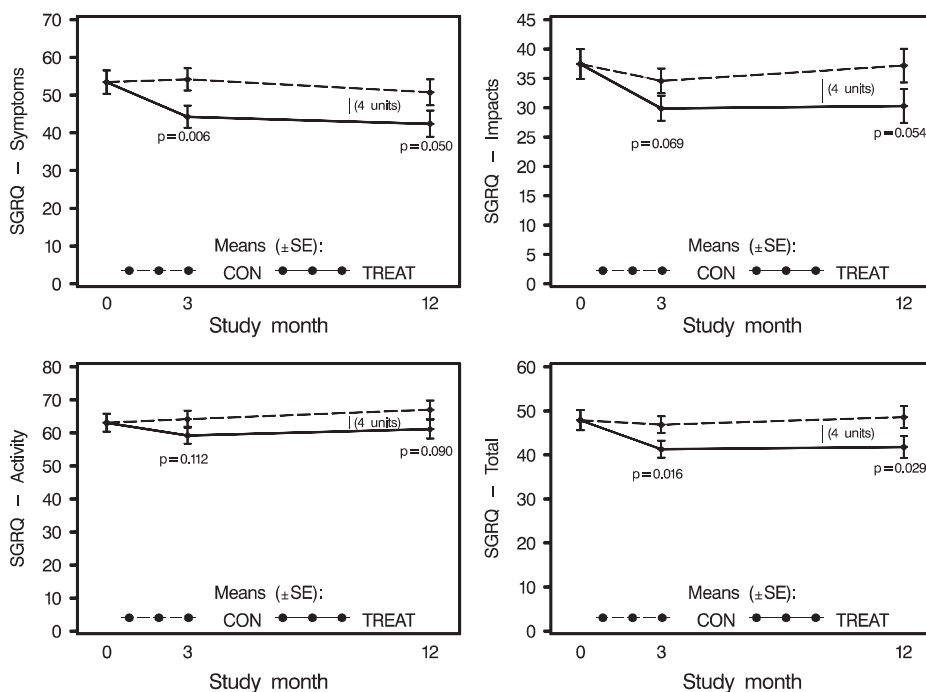 SGRQ – Symptoms
70
60
50
40
30
20
10
0
(4 units)
p=0.006
p=0.050
Means (±SE):
CON TREAT
0 3 12
Study month
SGRQ – Impacts
45
40
35
30
25
20
15
10
5
0
(4 units)
p=0.069
p=0.054
Means (±SE):
CON TREAT
0 3 12
Study month
SGRQ – Activity
80
70
60
50
40
30
20
10
0
(4 units)
p=0.112
p=0.090
Means (±SE):
CON TREAT
0 3 12
Study month
SGRQ – Total
60
50
40
30
20
10
0
(4 units)
p=0.016
p=0.029
Means (±SE):
CON TREAT
0 3 12
Study month